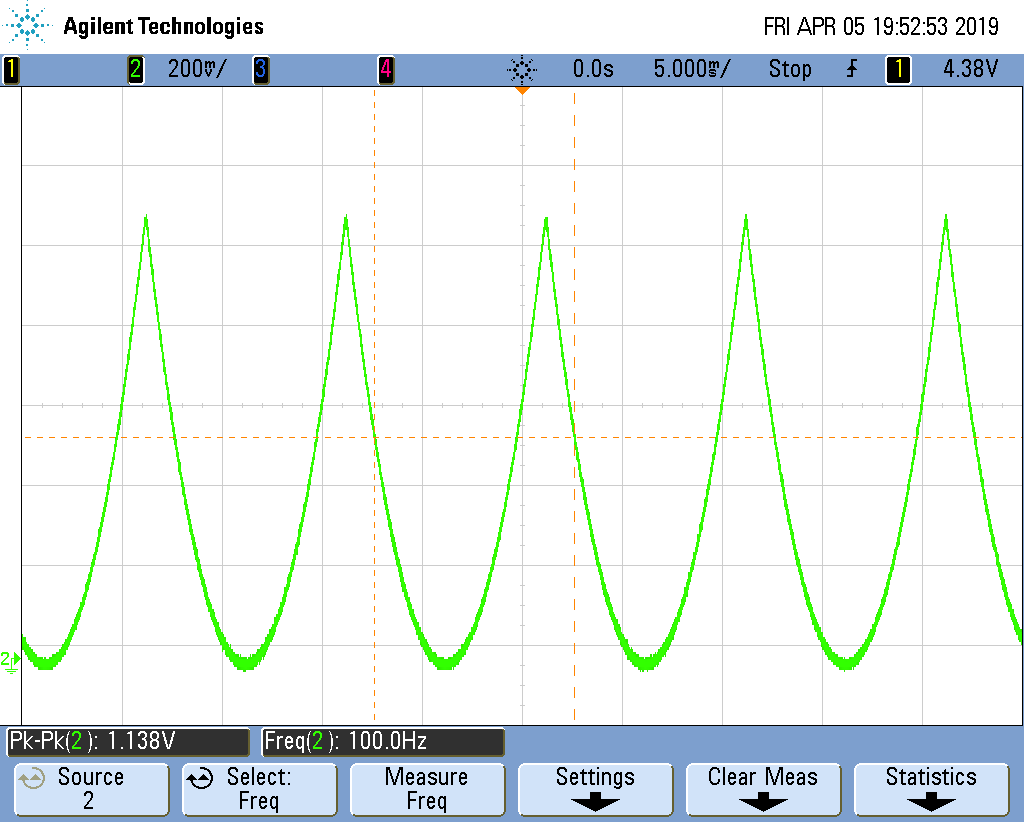 Agilent Technologies FRI APR 05 19:52:53 2019
1 2 200mV/ 3 4 0.0s 5.000ms/ Stop 1 4.38V
2
Pk-Pk(2): 1.138V Freq(2): 100.0Hz
Source Select: Measure Settings Clear Meas Statistics
2 Freq Freq